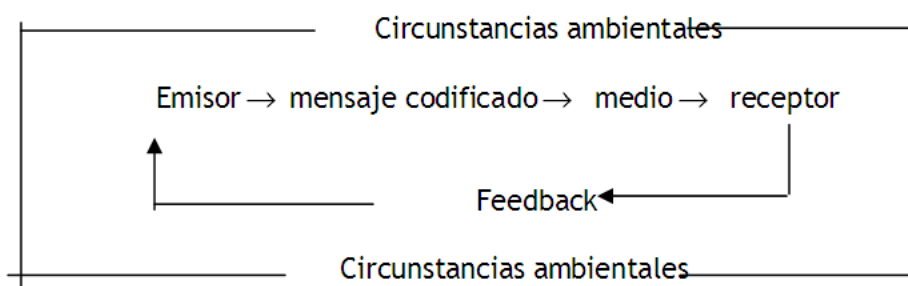 Circunstancias ambientales
Emisor → mensaje codificado → medio → receptor
Feedback
Circunstancias ambientales